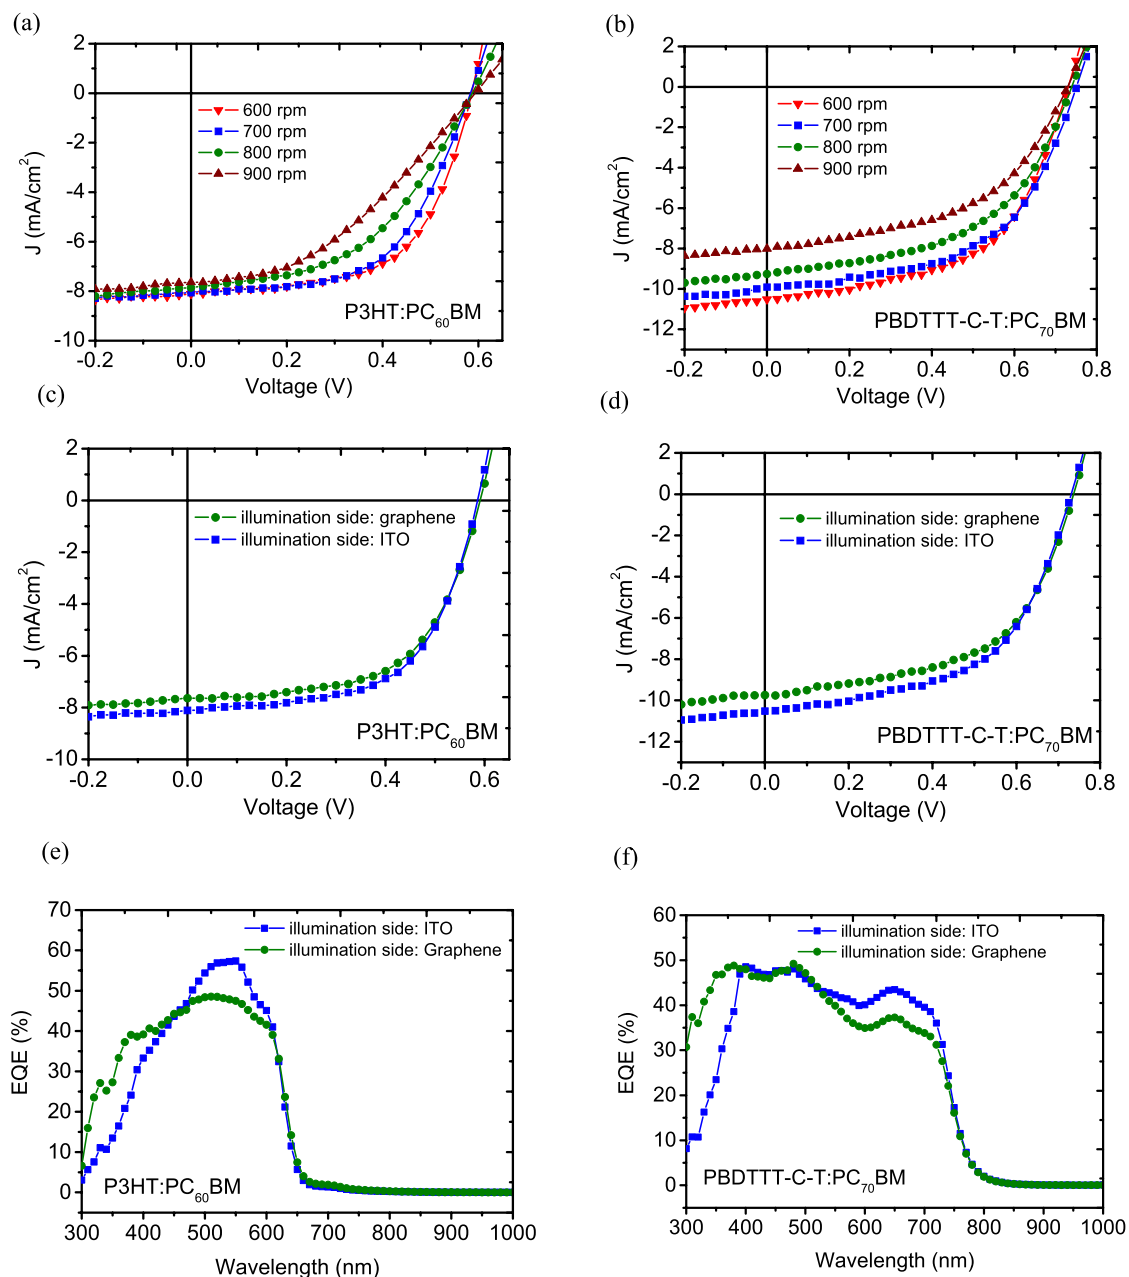 (a)
2
0
-2
-4
-6
-8
-10
J (mA/cm2)
600 rpm
700 rpm
800 rpm
900 rpm
P3HT:PC60BM
-0.2
0.0
0.2
0.4
0.6
Voltage (V)
(b)
2
0
-2
-4
-6
-8
-10
-12
J (mA/cm2)
600 rpm
700 rpm
800 rpm
900 rpm
PBDTTT-C-T:PC70BM
-0.2
0.0
0.2
0.4
0.6
0.8
Voltage (V)
(c)
2
0
-2
-4
-6
-8
-10
J (mA/cm2)
illumination side: graphene
illumination side: ITO
P3HT:PC60BM
-0.2
0.0
0.2
0.4
0.6
Voltage (V)
(d)
2
0
-2
-4
-6
-8
-10
-12
J (mA/cm2)
illumination side: graphene
illumination side: ITO
PBDTTT-C-T:PC70BM
-0.2
0.0
0.2
0.4
0.6
0.8
Voltage (V)
(e)
70
60
50
40
30
20
10
0
EQE (%)
illumination side: ITO
illumination side: Graphene
P3HT:PC60BM
300
400
500
600
700
800
900
1000
Wavelength (nm)
(f)
60
50
40
30
20
10
0
EQE (%)
illumination side: ITO
illumination side: Graphene
PBDTTT-C-T:PC70BM
300
400
500
600
700
800
900
1000
Wavelength (nm)